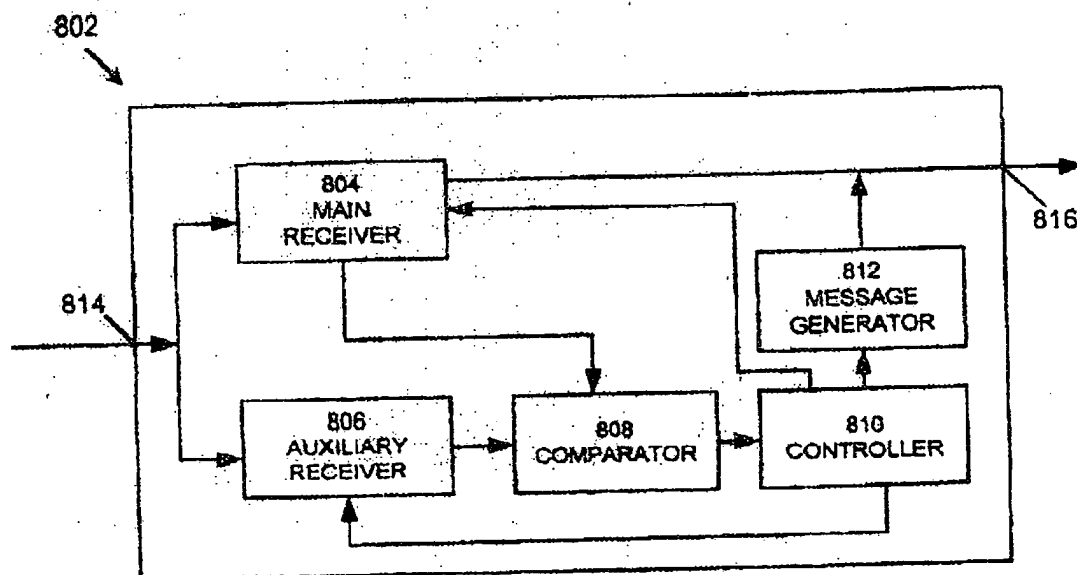 802
804
MAIN
RECEIVER
816
812
MESSAGE
GENERATOR
814
806
AUXILIARY
RECEIVER
808
COMPARATOR
810
CONTROLLER